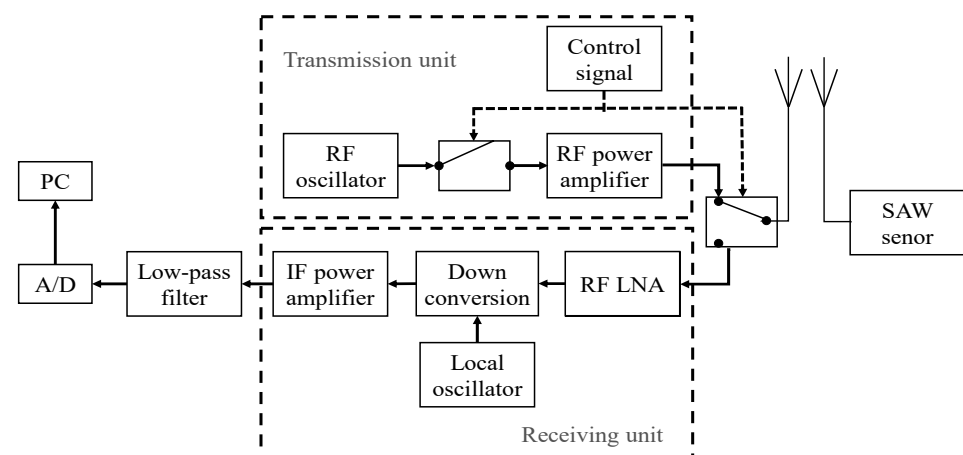 Transmission unit
Control
signal
RF
oscillator
RF power
amplifier
PC
SAW
senor
A/D
Low-pass
filter
IF power
amplifier
Down
conversion
RF LNA
Local
oscillator
Receiving unit